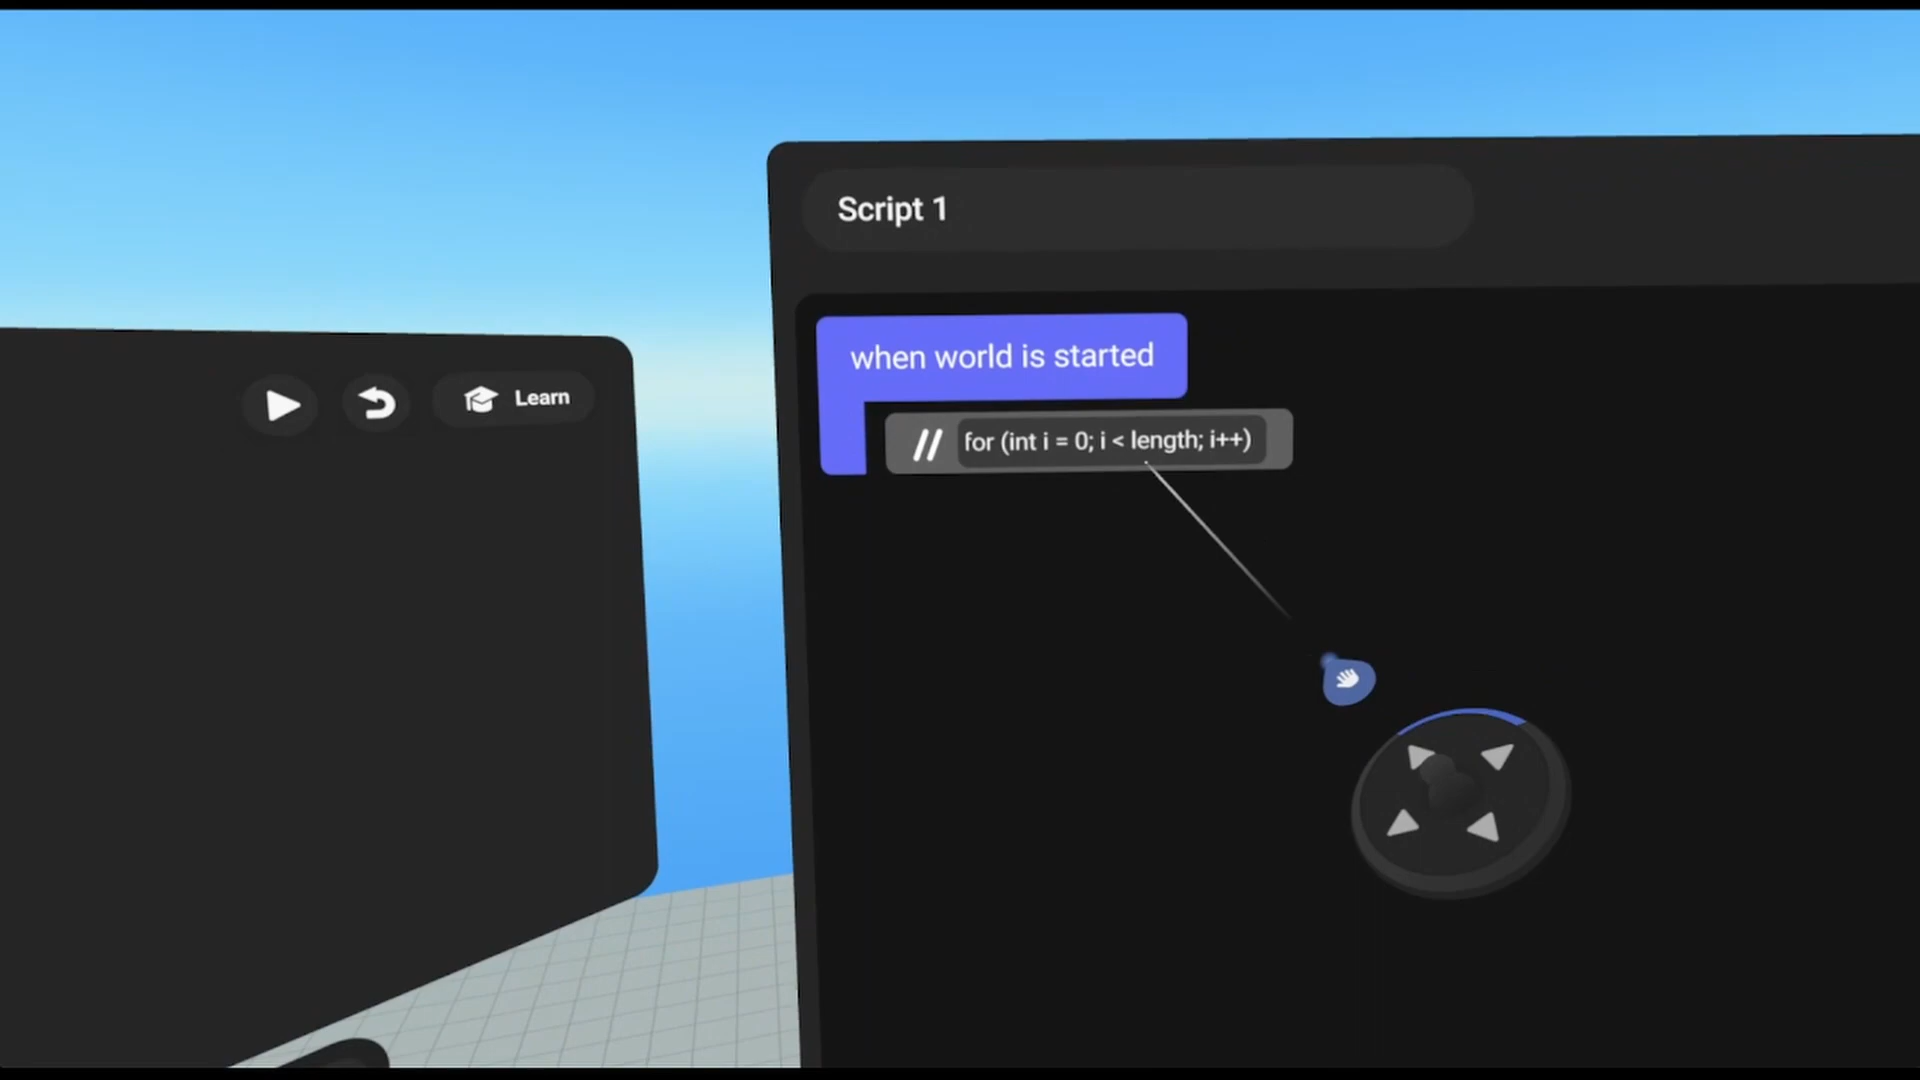 Script 1
when world is started
// for (int i = 0; i < length; i++)
Learn